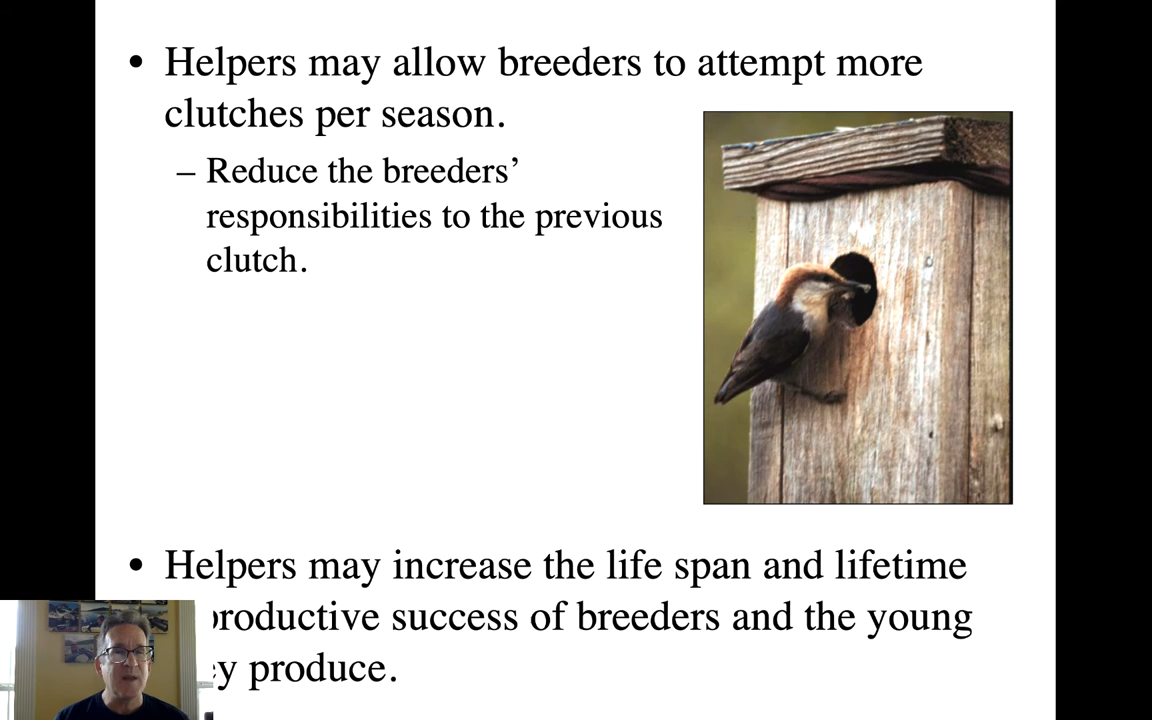 • Helpers may allow breeders to attempt more
clutches per season.
– Reduce the breeders’
responsibilities to the previous
clutch.
• Helpers may increase the life span and lifetime
productive success of breeders and the young
ey produce.